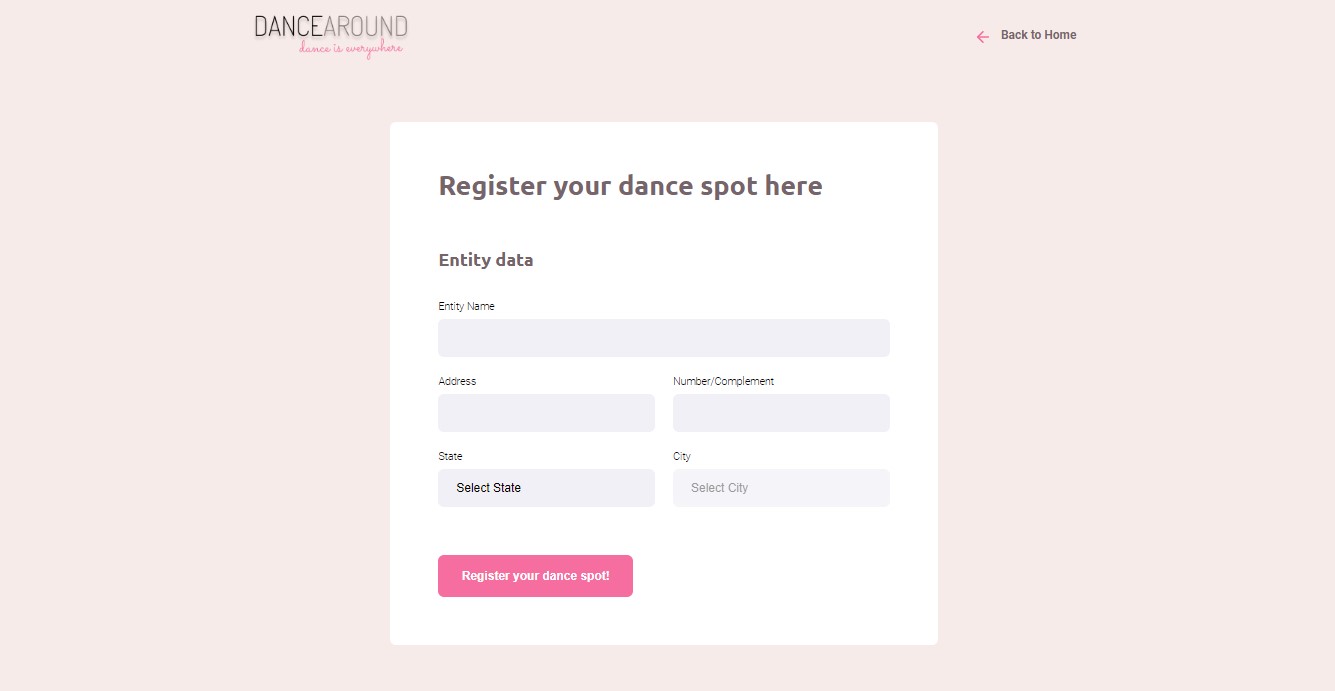 DANCEAROUND
dance is everywhere
Back to Home
Register your dance spot here
Entity data
Entity Name
Address
Number/Complement
State
City
Select State
Select City
Register your dance spot!